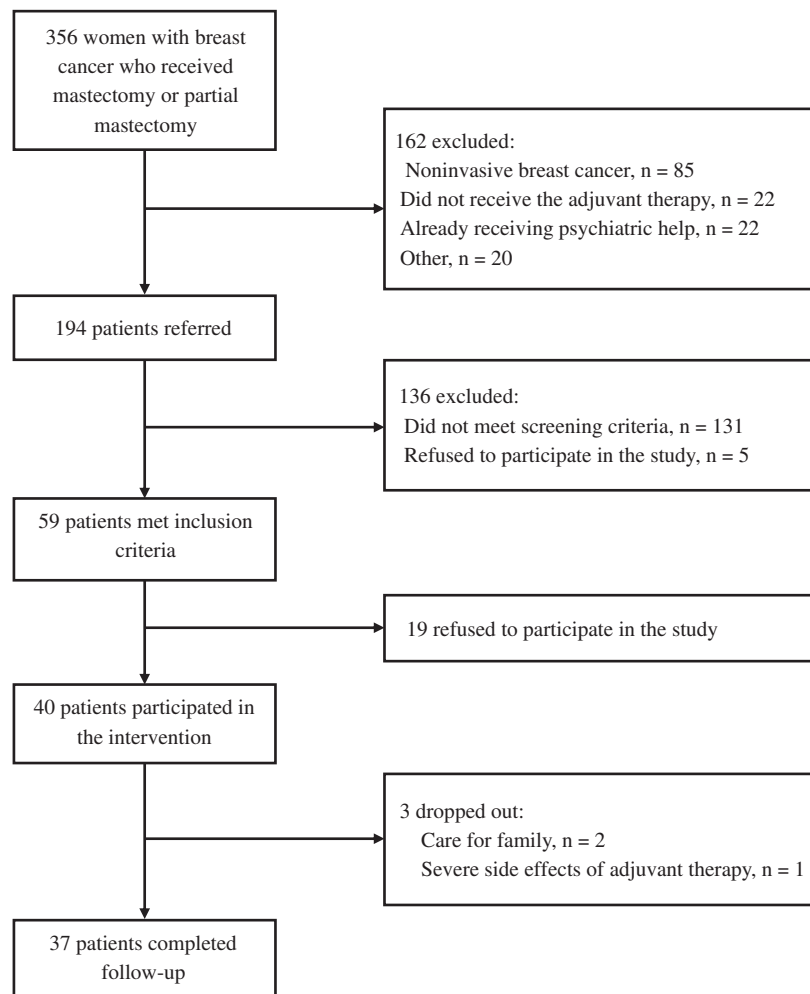 356 women with breast
cancer who received
mastectomy or partial
mastectomy
162 excluded:
Noninvasive breast cancer, n = 85
Did not receive the adjuvant therapy, n = 22
Already receiving psychiatric help, n = 22
Other, n = 20
194 patients referred
136 excluded:
Did not meet screening criteria, n = 131
Refused to participate in the study, n = 5
59 patients met inclusion
criteria
19 refused to participate in the study
40 patients participated in
the intervention
3 dropped out:
Care for family, n = 2
Severe side effects of adjuvant therapy, n = 1
37 patients completed
follow-up